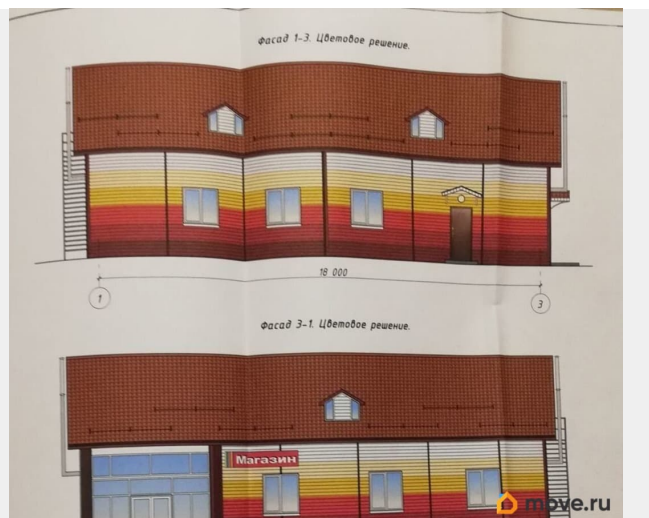 Фасад 1-3. Цветовое решение.
18 000
1
3
Фасад 3-1. Цветовое решение.
Магазин
move.ru